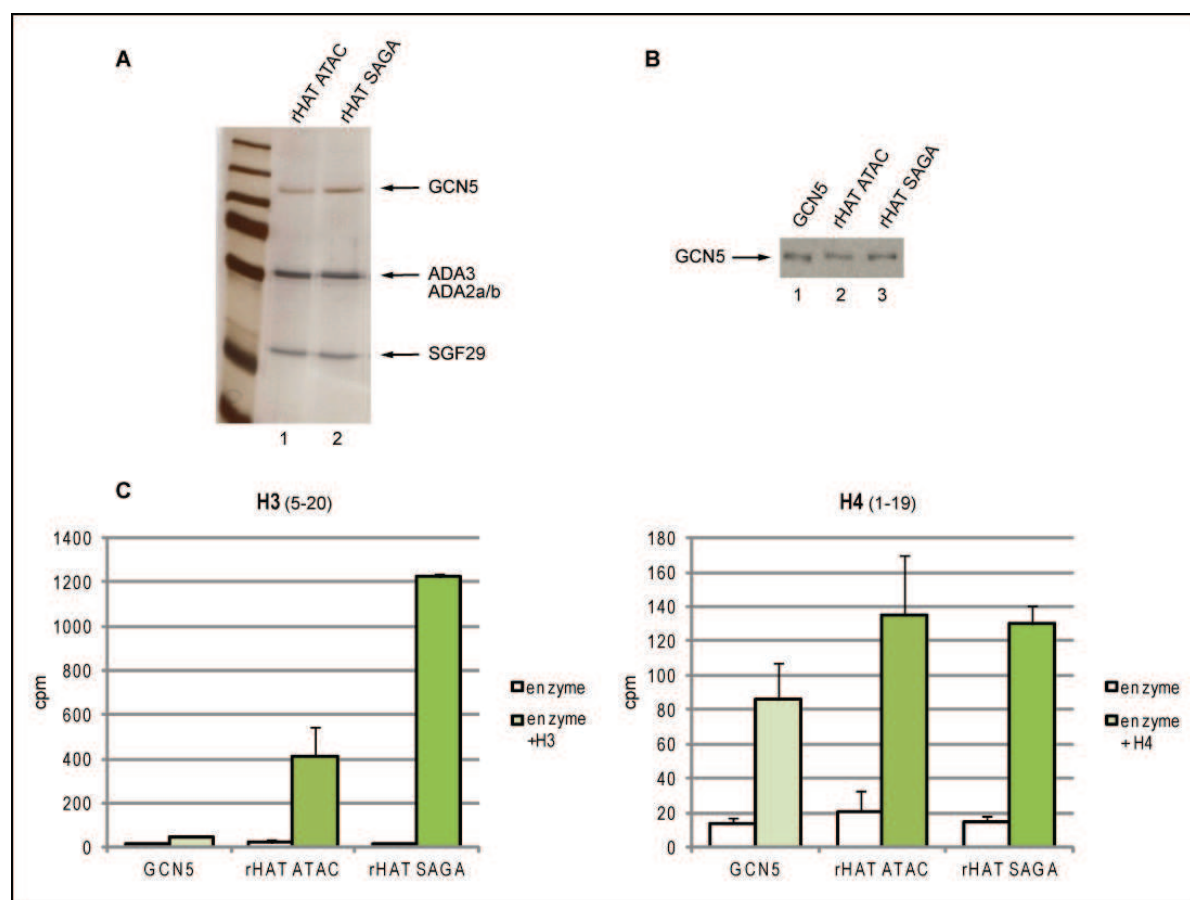 A
rHAT ATAC
rHAT SAGA
GCN5
ADA3
ADA2a/b
SGF29
1 2
B
GCN5
rHAT ATAC
rHAT SAGA
GCN5
1 2 3
C
H3 (5-20)
1400
1200
1000
800
600
400
200
0
cpm
GCN5 rHAT ATAC rHAT SAGA
enzyme
enzyme
+H3
H4 (1-19)
180
160
140
120
100
80
60
40
20
0
cpm
GCN5 rHAT ATAC rHAT SAGA
enzyme
enzyme
+ H4